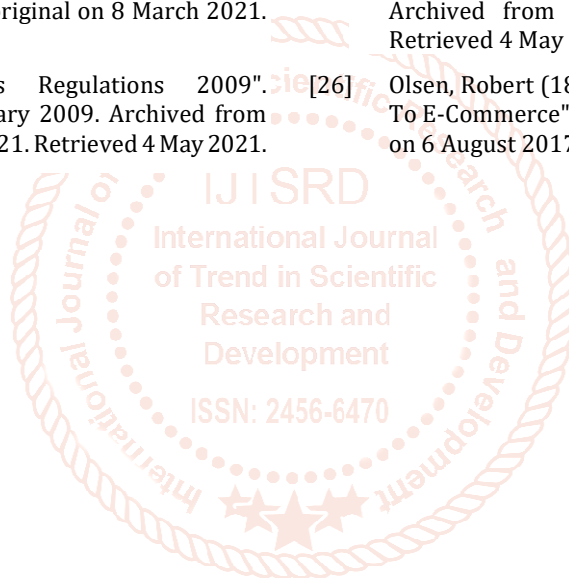 riginal on 8 March 2021.
s Regulations 2009".
ary 2009. Archived from
21. Retrieved 4 May 2021.
Archived from
Retrieved 4 May
[26] Olsen, Robert (18
To E-Commerce"
on 6 August 2017
International Journal
Research and Development
IJTSRD
International Journal
of Trend in Scientific
Research and
Development
ISSN: 2456-6470